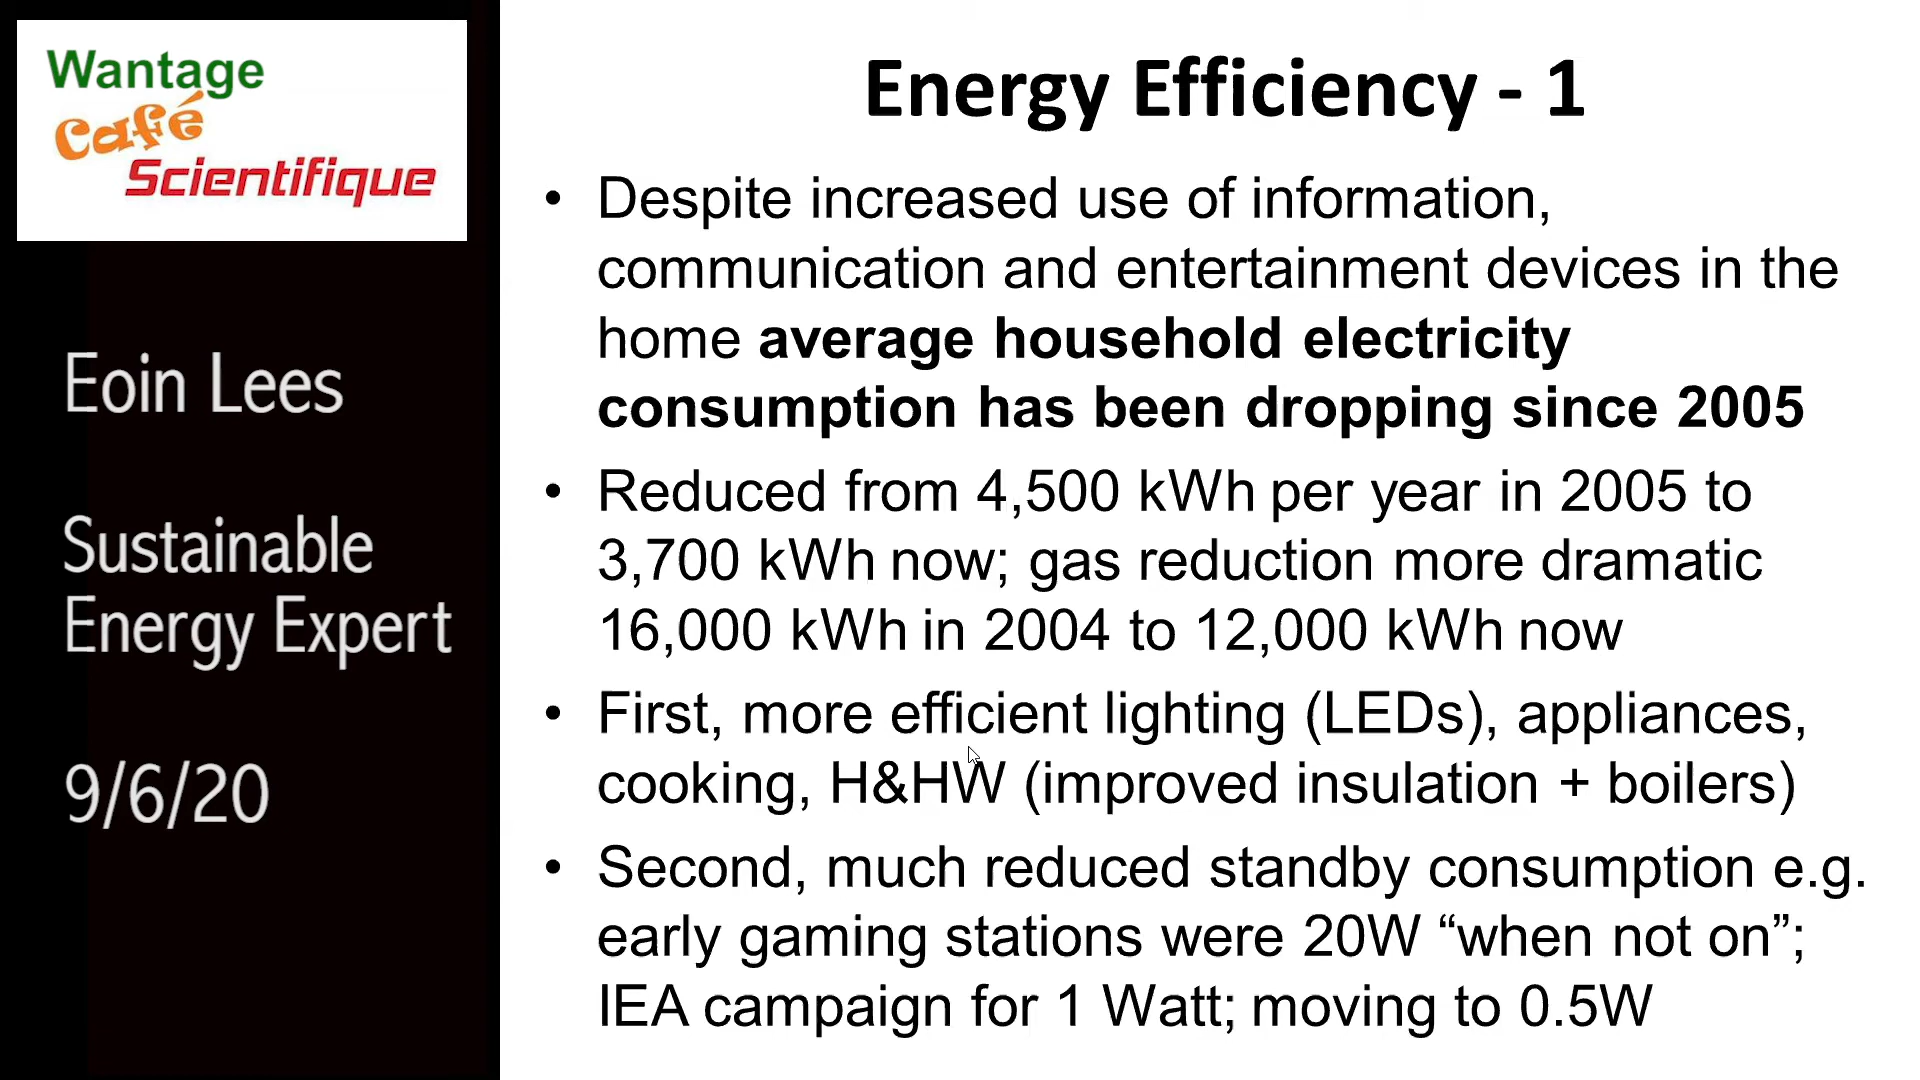 Wantage
Café
Scientifique
Eoin Lees
Sustainable
Energy Expert
9/6/20
Energy Efficiency - 1
• Despite increased use of information,
communication and entertainment devices in the
home average household electricity
consumption has been dropping since 2005
• Reduced from 4,500 kWh per year in 2005 to
3,700 kWh now; gas reduction more dramatic
16,000 kWh in 2004 to 12,000 kWh now
• First, more efficient lighting (LEDs), appliances,
cooking, H&HW (improved insulation + boilers)
• Second, much reduced standby consumption e.g.
early gaming stations were 20W “when not on”;
IEA campaign for 1 Watt; moving to 0.5W